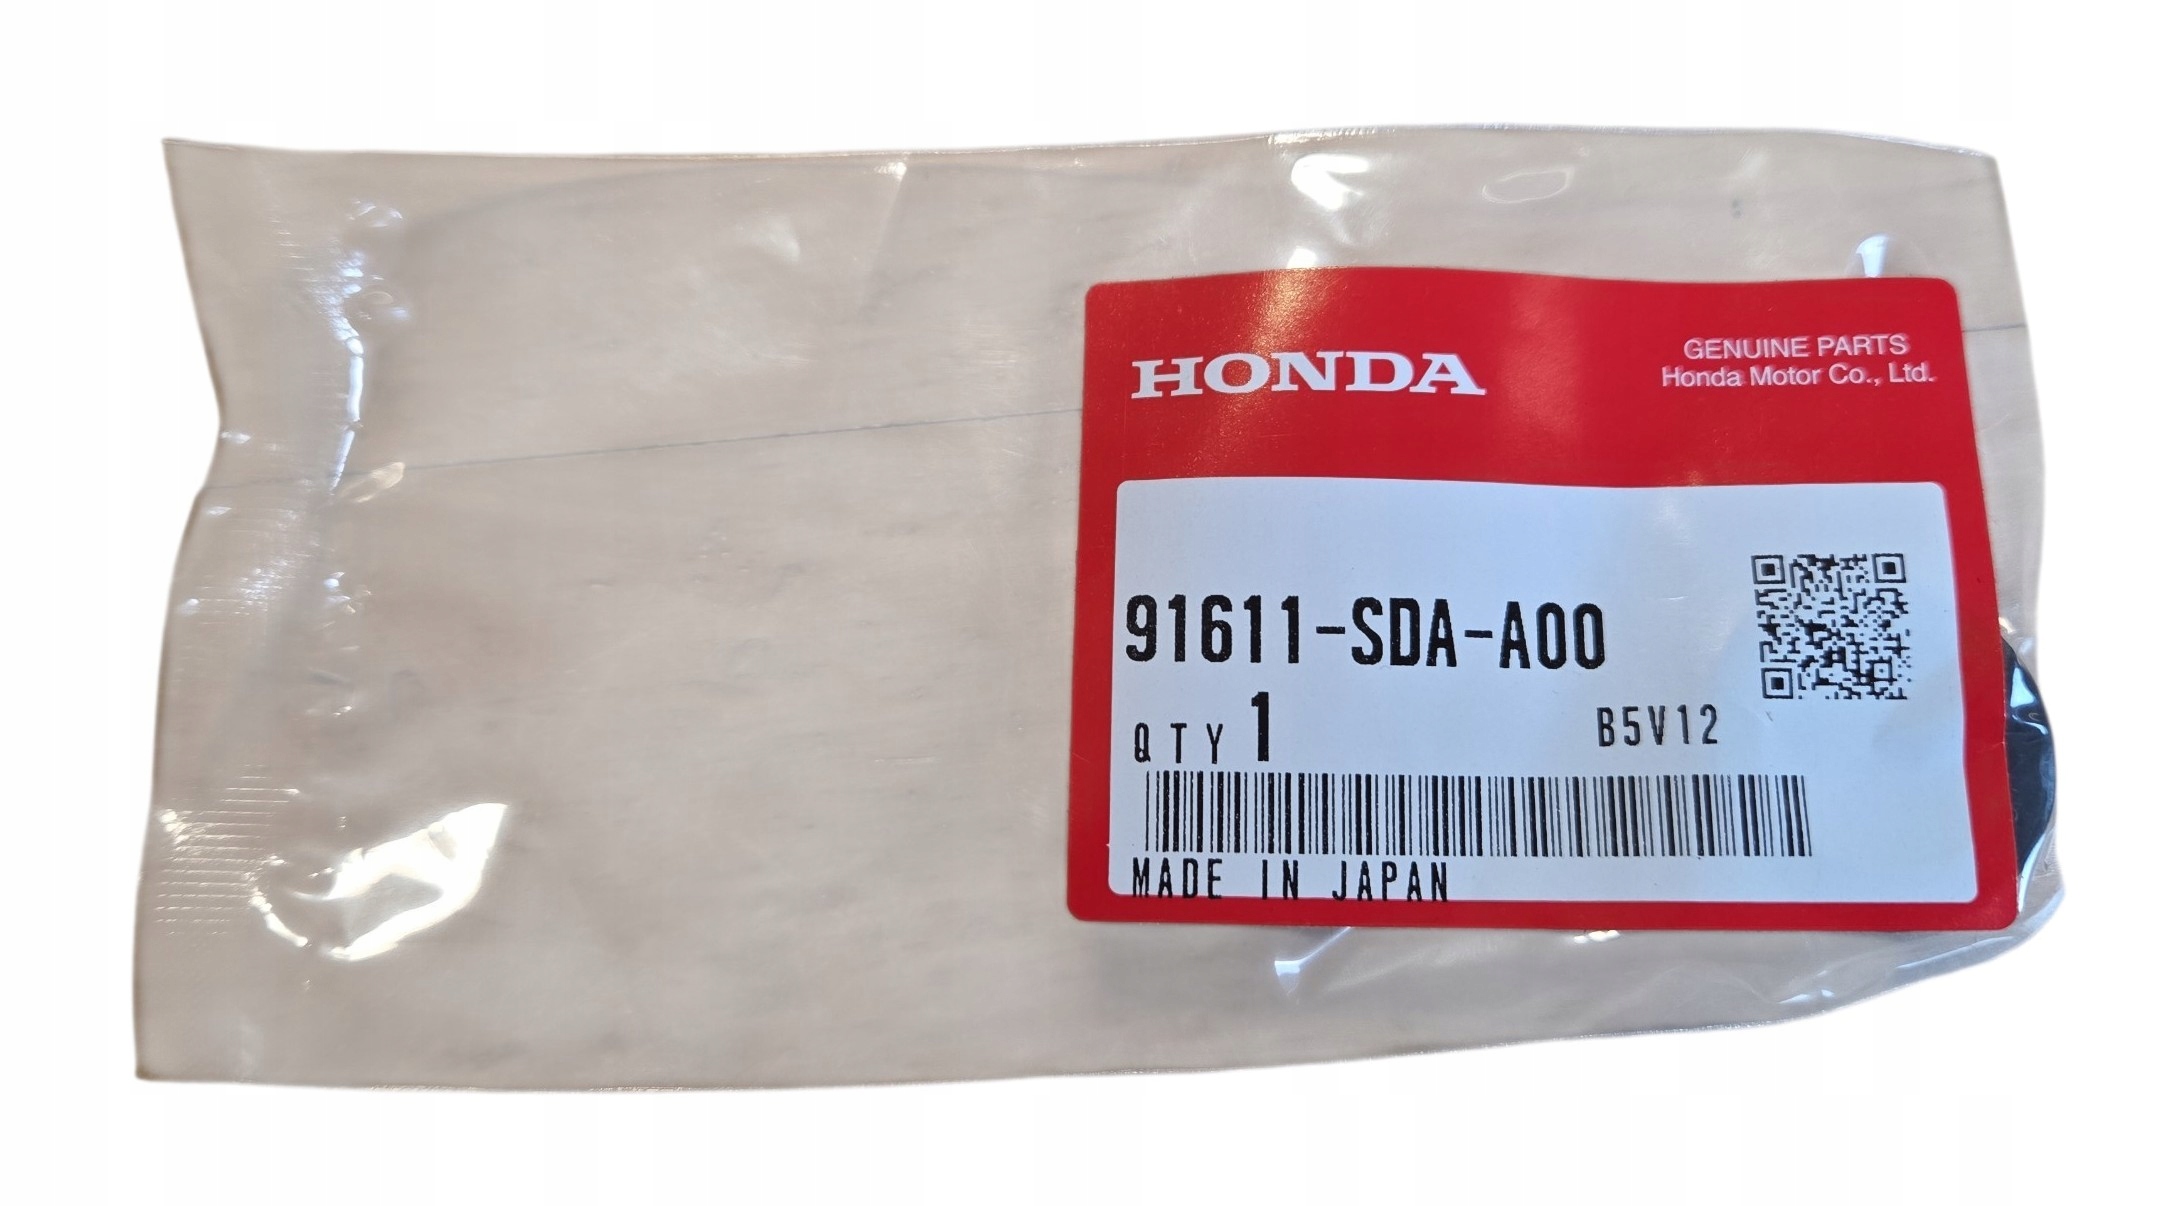 HONDA
GENUINE PARTS
Honda Motor Co., Ltd.
91611-SDA-A00
QTY 1
B5V12
MADE IN JAPAN